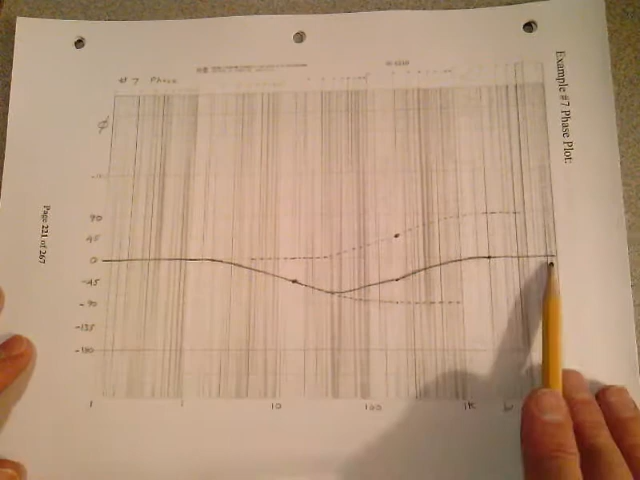 # 7 Phase
Example #7 Phase Plot:
φ
90
45
0
-45
-90
-135
-180
.1
1
10
100
1K
w
Page 221 of 267